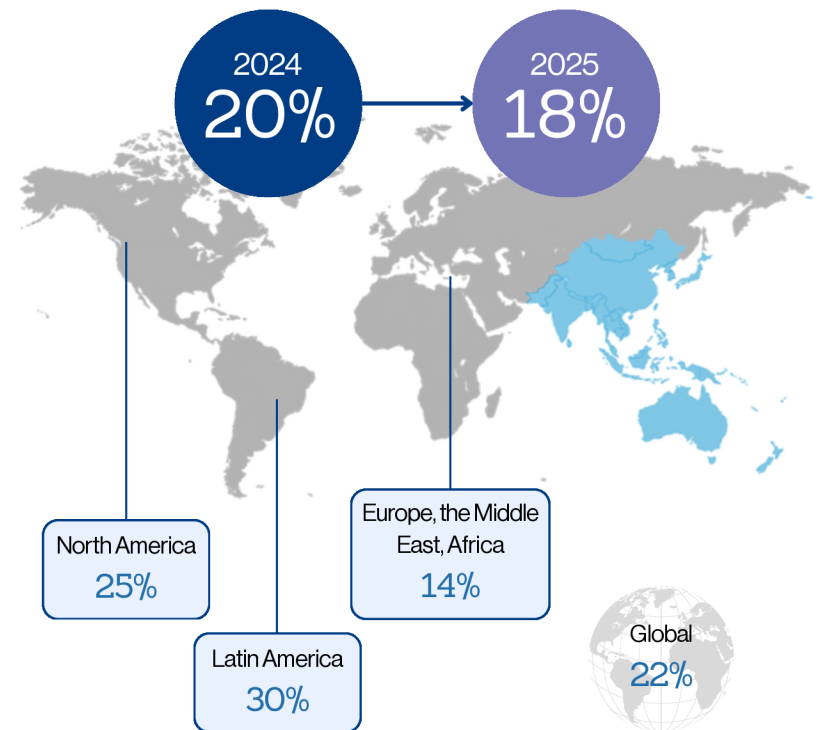 2024
20%
2025
18%
North America
25%
Latin America
30%
Europe, the Middle
East, Africa
14%
Global
22%